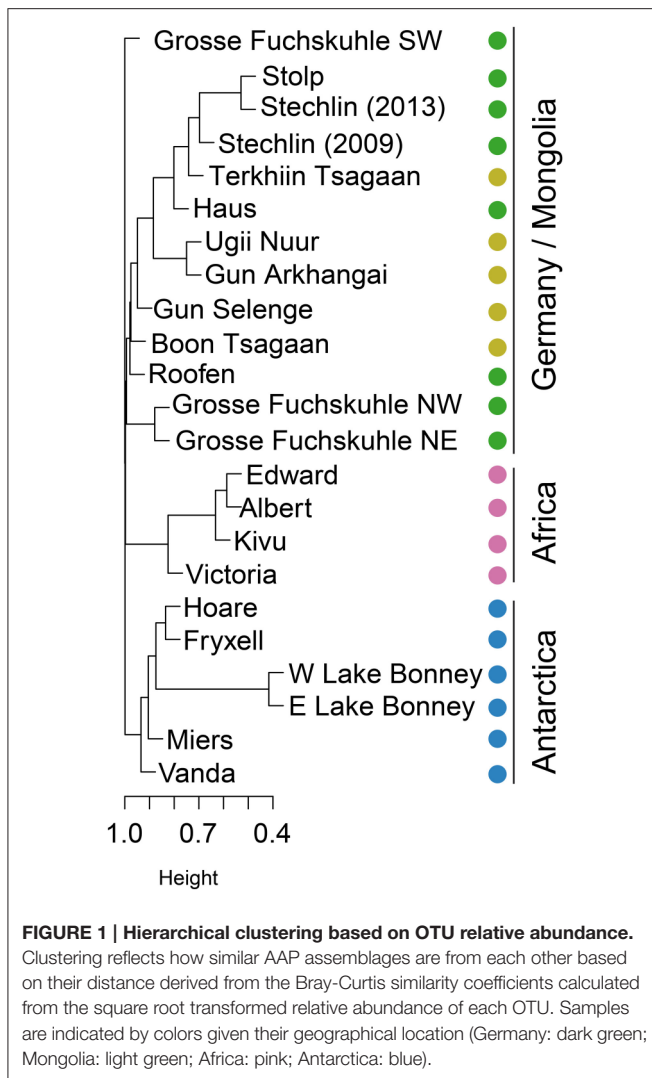 Grosse Fuchskuhle SW
Stolp
Stechlin (2013)
Stechlin (2009)
Terkhiin Tsagaan
Haus
Ugii Nuur
Gun Arkhangai
Gun Selenge
Boon Tsagaan
Roofen
Grosse Fuchskuhle NW
Grosse Fuchskuhle NE
Germany / Mongolia
Edward
Albert
Kivu
Victoria
Africa
Hoare
Fryxell
W Lake Bonney
E Lake Bonney
Miers
Vanda
Antarctica
1.0 0.7 0.4
Height
FIGURE 1 | Hierarchical clustering based on OTU relative abundance.
Clustering reflects how similar AAP assemblages are from each other based
on their distance derived from the Bray-Curtis similarity coefficients calculated
from the square root transformed relative abundance of each OTU. Samples
are indicated by colors given their geographical location (Germany: dark green;
Mongolia: light green; Africa: pink; Antarctica: blue).